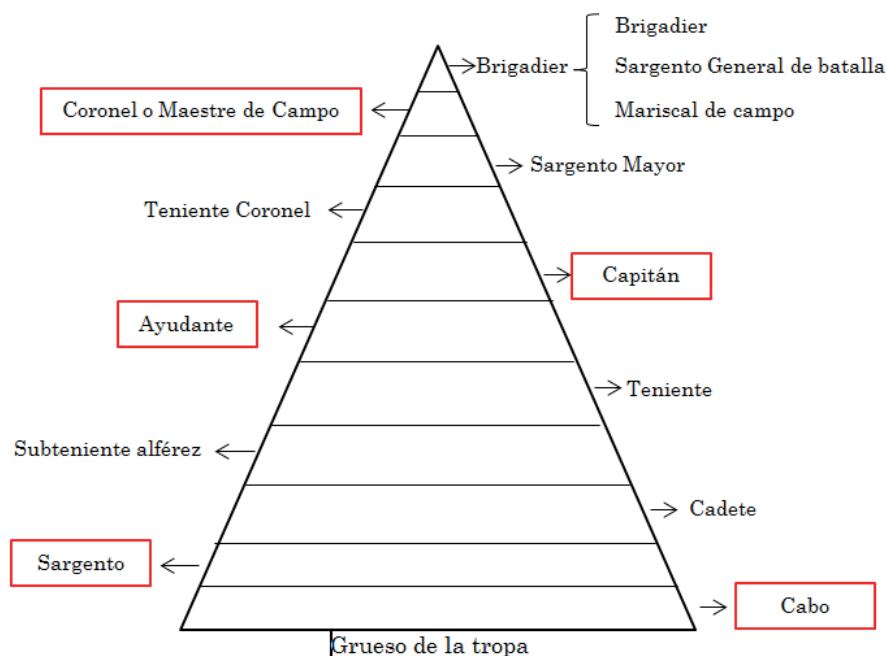 Brigadier
Brigadier
Sargento General de batalla
Mariscal de campo
Coronel o Maestre de Campo
Sargento Mayor
Teniente Coronel
Capitán
Ayudante
Teniente
Subteniente alférez
Cadete
Sargento
Cabo
Grueso de la tropa